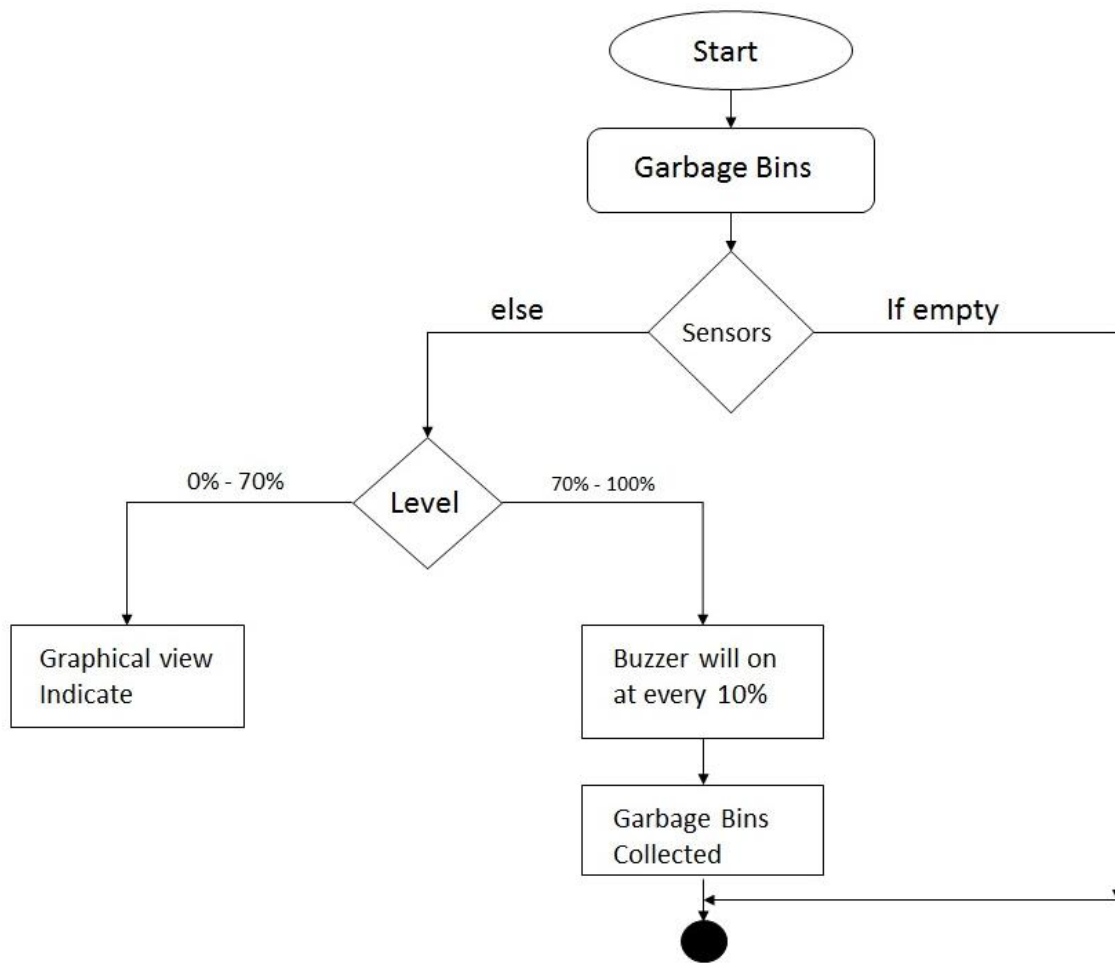 Start
Garbage Bins
else
If empty
Sensors
0% - 70%
Level
70% - 100%
Graphical view
Indicate
Buzzer will on
at every 10%
Garbage Bins
Collected